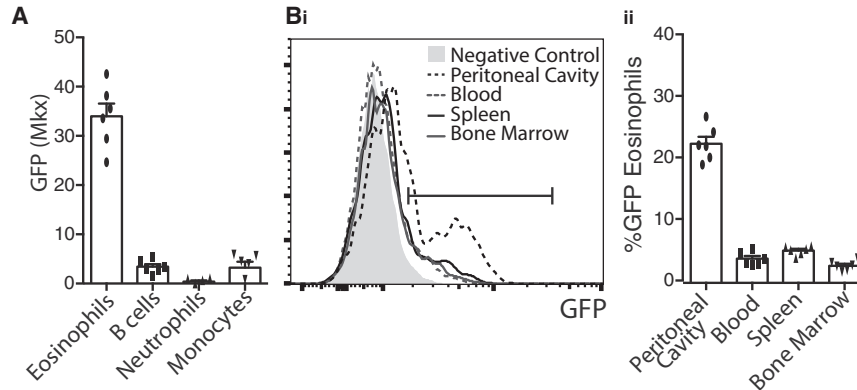 A
GFP (Mkx)
50
40
30
20
10
0
Eosinophils
B cells
Neutrophils
Monocytes
Bi
Negative Control
Peritoneal Cavity
Blood
Spleen
Bone Marrow
GFP
ii
%GFP Eosinophils
40
30
20
10
0
Peritoneal
Cavity
Blood
Spleen
Bone Marrow